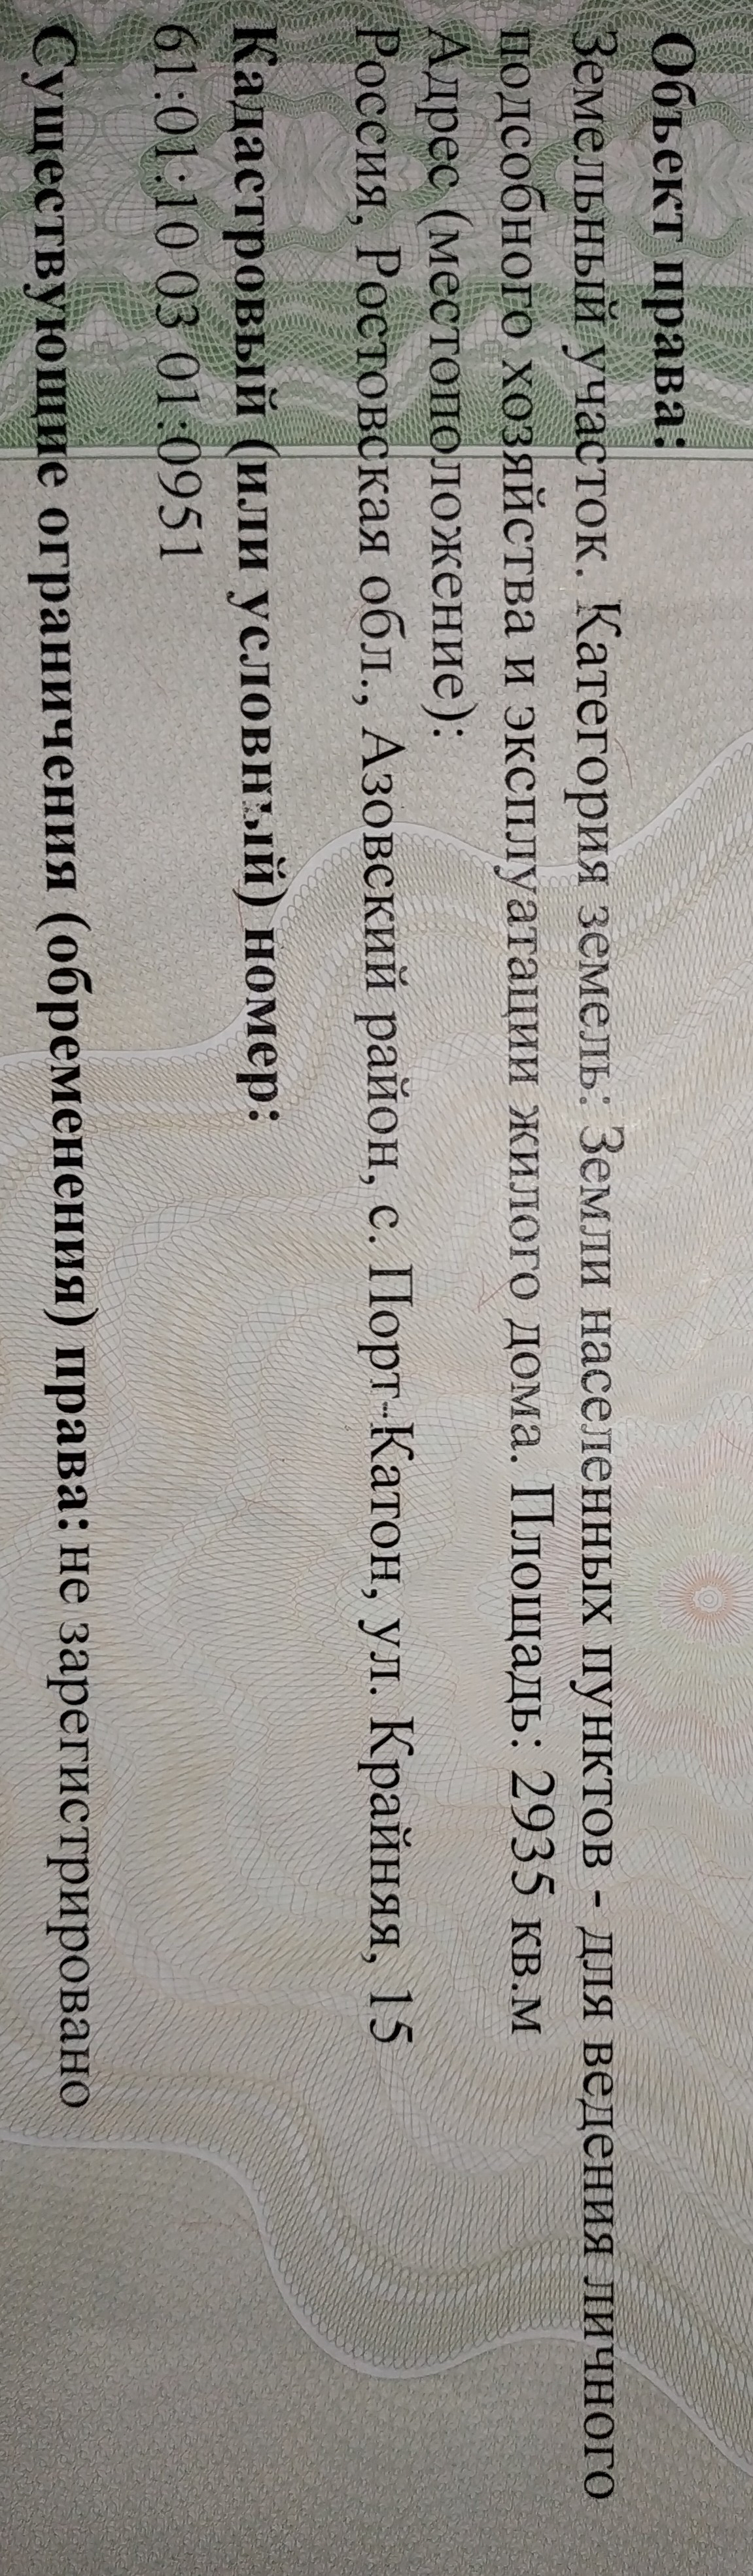 Объект права:
Земельный участок. Категория земель: Земли населенных пунктов - для ведения личного
подсобного хозяйства и эксплуатации жилого дома. Площадь: 2935 кв.м
Адрес (местоположение):
Россия, Ростовская обл., Азовский район, с. Порт-Катон, ул. Крайняя, 15
Кадастровый (или условный) номер:
61:01:10 03 01:0951
Существующие ограничения (обременения) права: не зарегистрировано